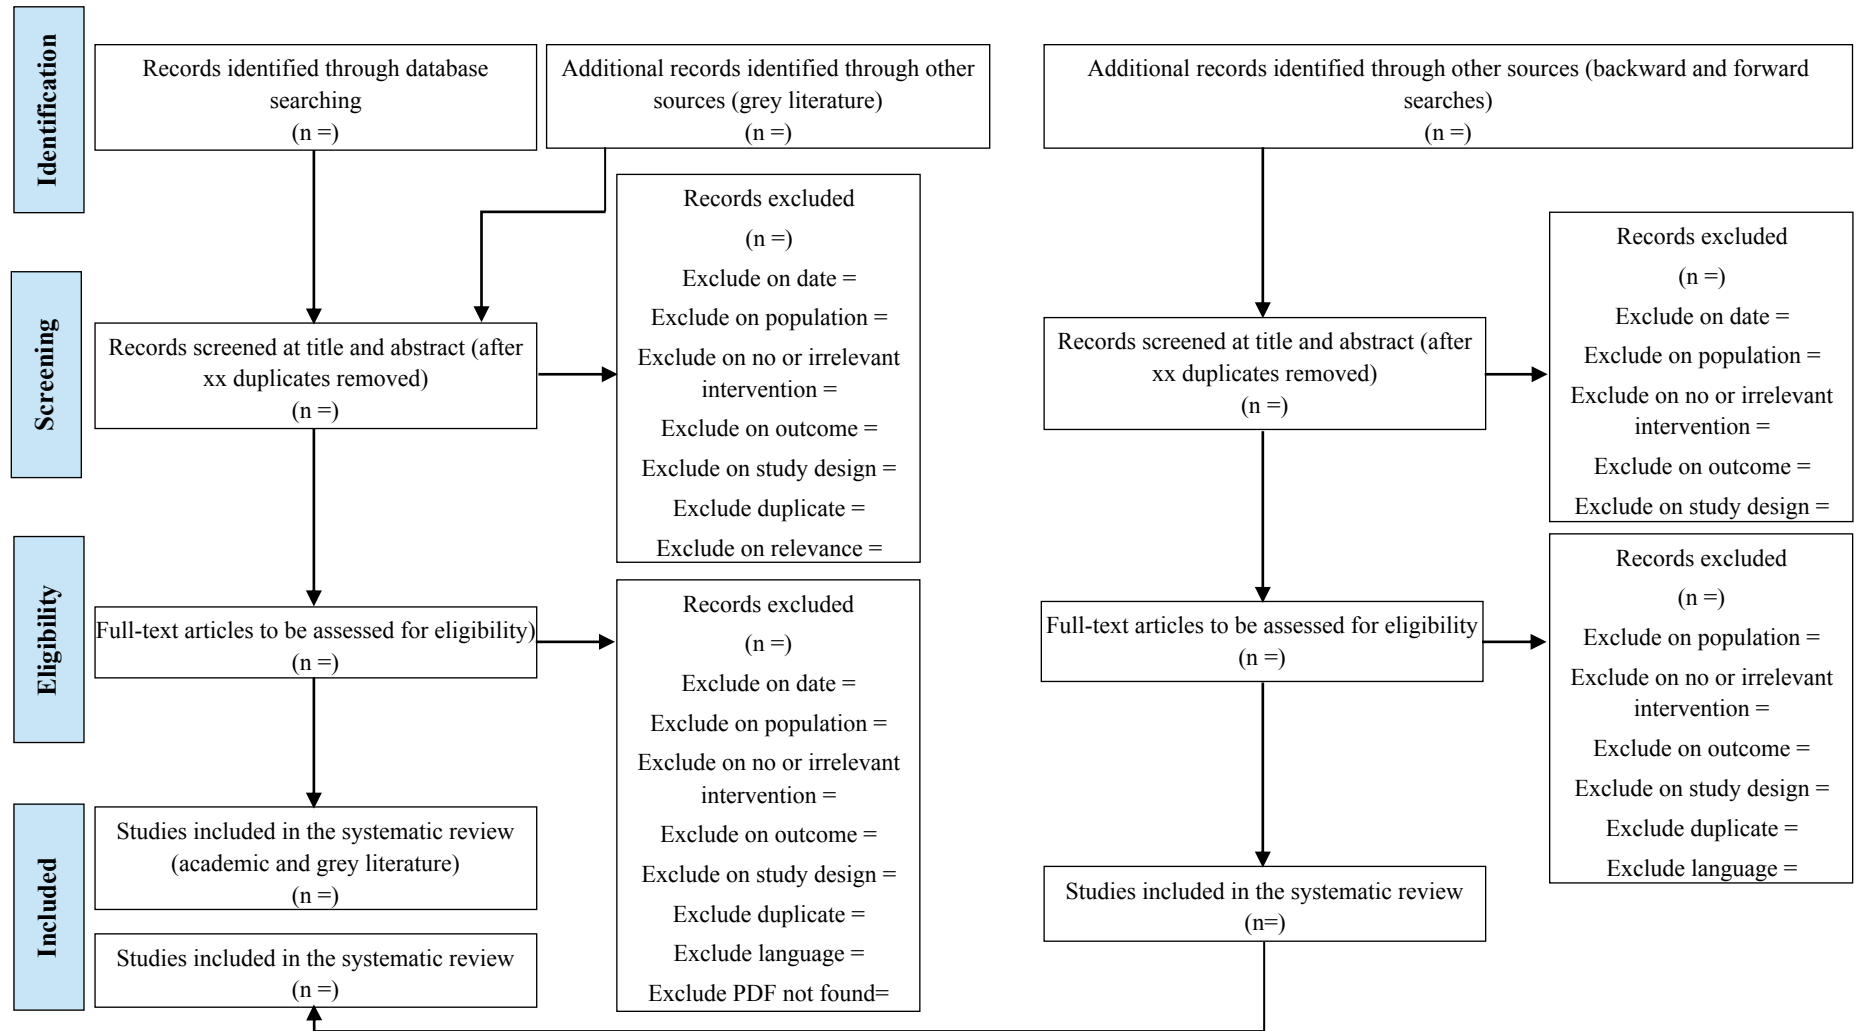 Identification
Records identified through database
searching
(n =)
Additional records identified through other
sources (grey literature)
(n =)
Additional records identified through other sources (backward and forward
searches)
(n =)
Screening
Records screened at title and abstract (after
xx duplicates removed)
(n =)
Records excluded
(n =)
Exclude on date =
Exclude on population =
Exclude on no or irrelevant
intervention =
Exclude on outcome =
Exclude on study design =
Exclude duplicate =
Exclude on relevance =
Records screened at title and abstract (after
xx duplicates removed)
(n =)
Records excluded
(n =)
Exclude on date =
Exclude on population =
Exclude on no or irrelevant
intervention =
Exclude on outcome =
Exclude on study design =
Eligibility
Full-text articles to be assessed for eligibility)
(n =)
Records excluded
(n =)
Exclude on date =
Exclude on population =
Exclude on no or irrelevant
intervention =
Exclude on outcome =
Exclude on study design =
Exclude duplicate =
Exclude language =
Exclude PDF not found=
Full-text articles to be assessed for eligibility
(n =)
Records excluded
(n =)
Exclude on population =
Exclude on no or irrelevant
intervention =
Exclude on outcome =
Exclude on study design =
Exclude duplicate =
Exclude language =
Included
Studies included in the systematic review
(academic and grey literature)
(n =)
Studies included in the systematic review
(n=)
Studies included in the systematic review
(n =)